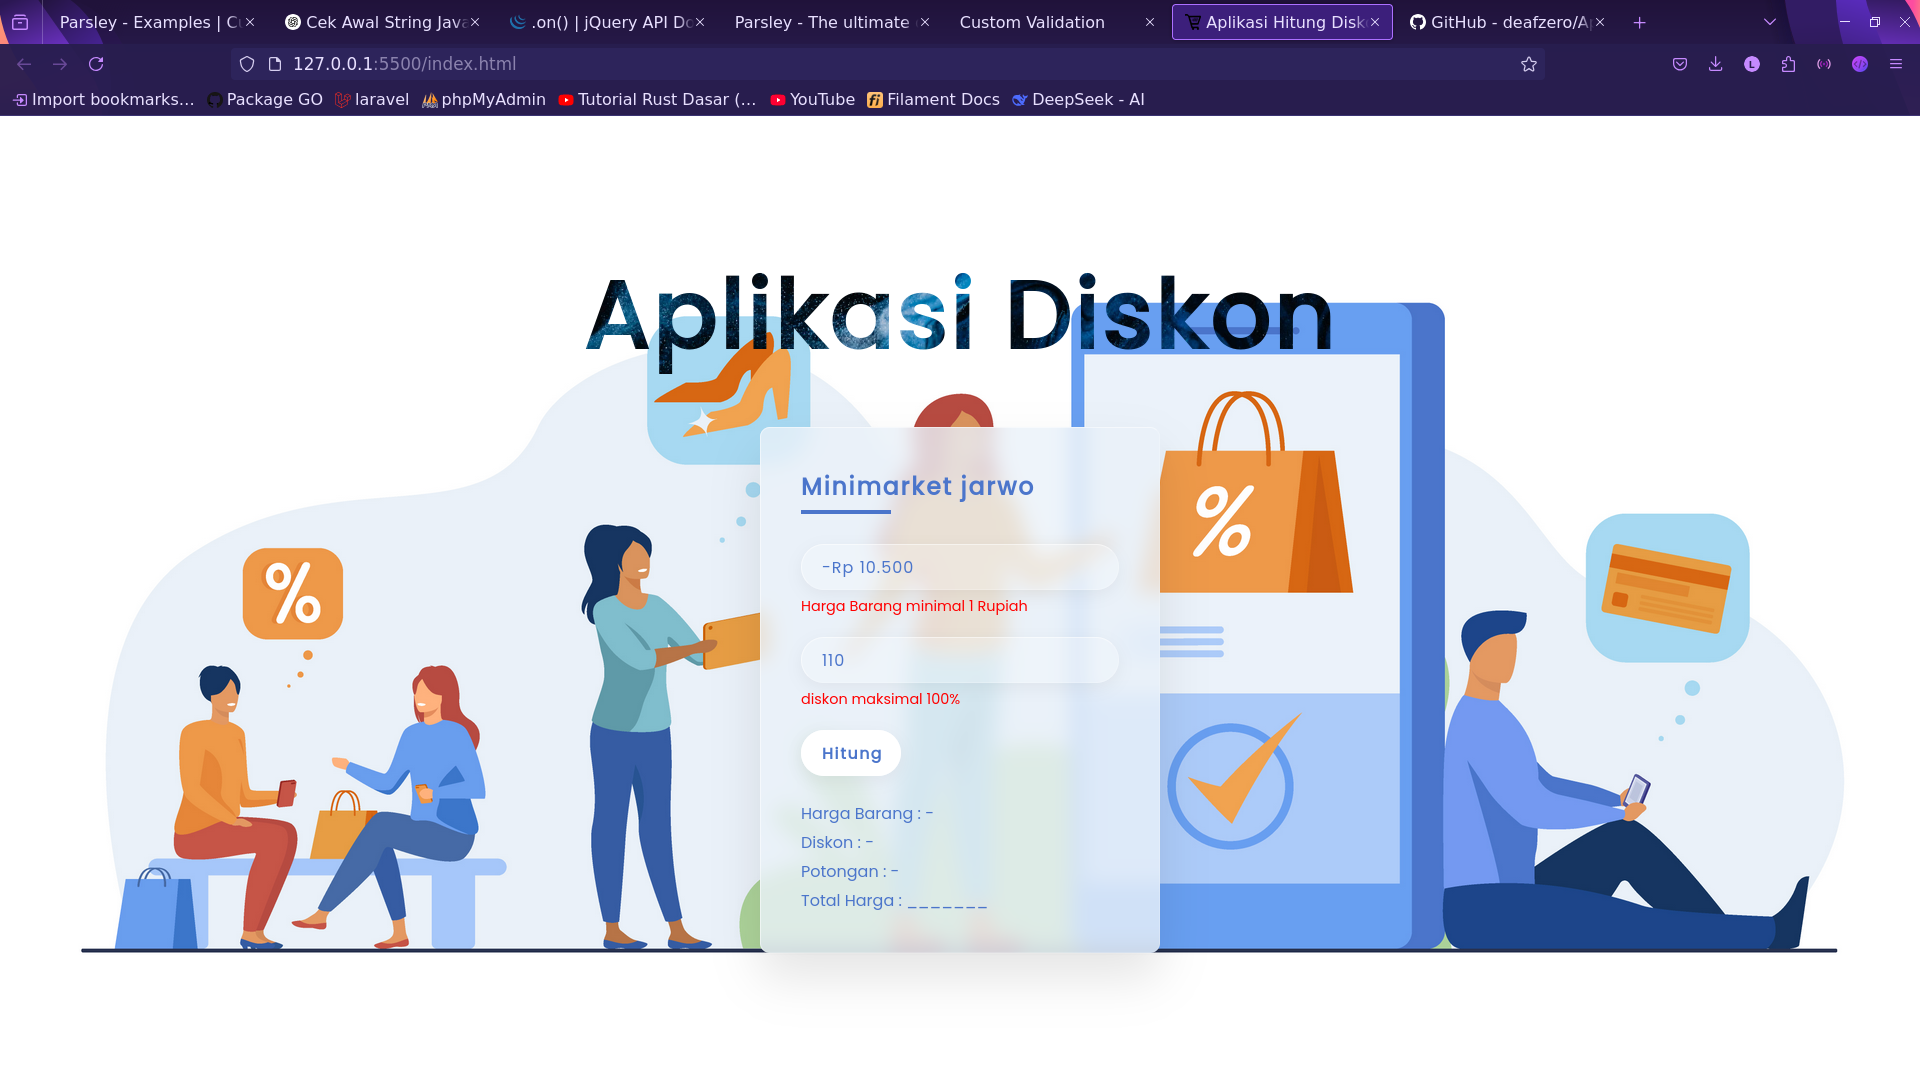 Parsley - Examples | C
Cek Awal String Java
.on() | jQuery API Do
Parsley - The ultimate
Custom Validation
Aplikasi Hitung Disk
GitHub - deafzero/A
127.0.0.1:5500/index.html
Import bookmarks...
Package GO
laravel
phpMyAdmin
Tutorial Rust Dasar (...
YouTube
Filament Docs
DeepSeek - AI
Aplikasi Diskon
%
%
Minimarket jarwo
-Rp 10.500
Harga Barang minimal 1 Rupiah
110
diskon maksimal 100%
Hitung
Harga Barang : -
Diskon : -
Potongan : -
Total Harga : _______